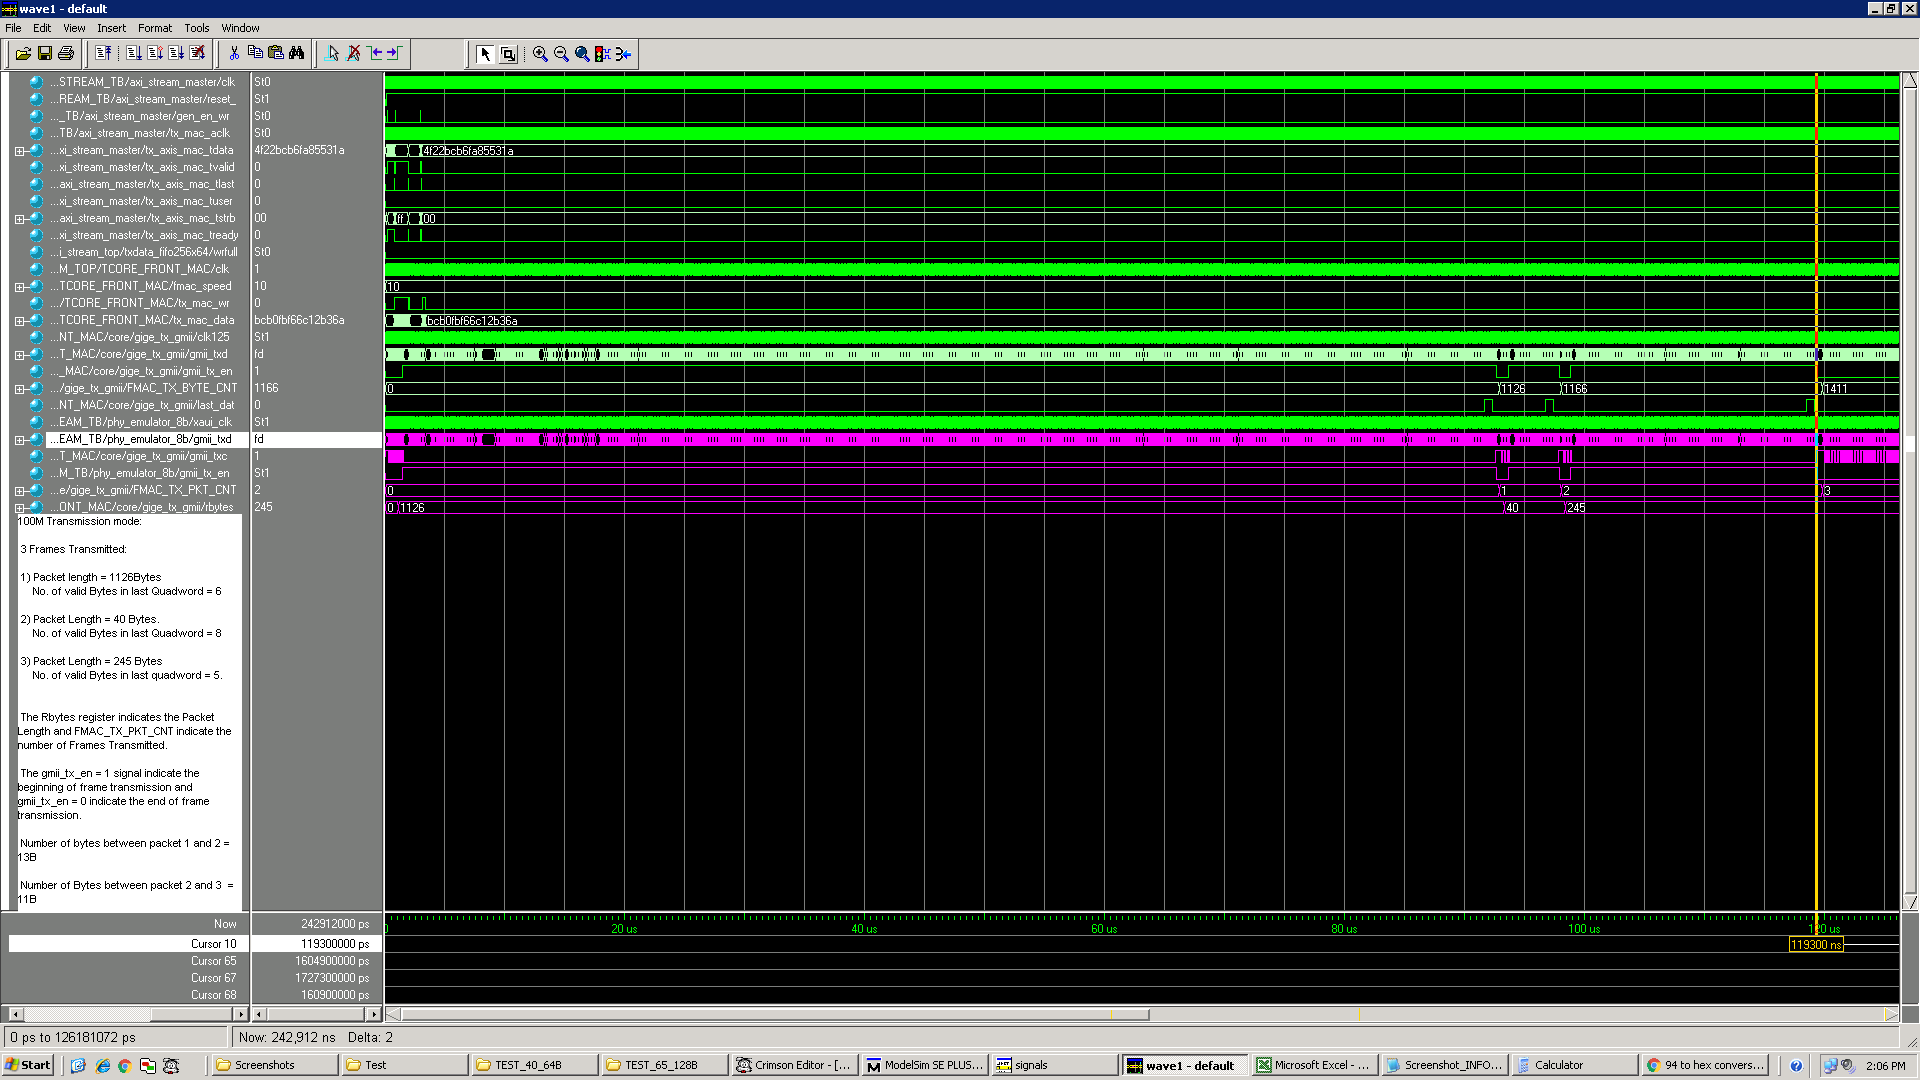 wave1 - default
File Edit View Insert Format Tools Window
...STREAM_TB/axi_stream_master/clk St0
...REAM_TB/axi_stream_master/reset_ St1
..._TB/axi_stream_master/gen_en_wr St0
...TB/axi_stream_master/tx_mac_aclk St0
...xi_stream_master/tx_axis_mac_tdata 4f22bcb6fa85531a 4f22bcb6fa85531a
...xi_stream_master/tx_axis_mac_tvalid 0
...axi_stream_master/tx_axis_mac_tlast 0
...xi_stream_master/tx_axis_mac_tuser 0
...axi_stream_master/tx_axis_mac_tstrb 00 ff 00
...xi_stream_master/tx_axis_mac_tready 0
...i_stream_top/txdata_fifo256x64/wrfull St0
...M_TOP/TCORE_FRONT_MAC/clk 1
...TCORE_FRONT_MAC/fmac_speed 10 10
.../TCORE_FRONT_MAC/tx_mac_wr 0
...TCORE_FRONT_MAC/tx_mac_data bcb0fbf66c12b36a bcb0fbf66c12b36a
...NT_MAC/core/gige_tx_gmii/clk125 St1
...T_MAC/core/gige_tx_gmii/gmii_txd fd
..._MAC/core/gige_tx_gmii/gmii_tx_en 1
.../gige_tx_gmii/FMAC_TX_BYTE_CNT 1166 0 1126 1166 1411
...NT_MAC/core/gige_tx_gmii/last_dat 0
...EAM_TB/phy_emulator_8b/xaui_clk St1
...EAM_TB/phy_emulator_8b/gmii_txd fd
...T_MAC/core/gige_tx_gmii/gmii_txc 1
...M_TB/phy_emulator_8b/gmii_tx_en St1
...e/gige_tx_gmii/FMAC_TX_PKT_CNT 2 0 1 2 3
...ONT_MAC/core/gige_tx_gmii/rbytes 245 0 1126 40 245
100M Transmission mode:
3 Frames Transmitted:
1) Packet length = 1126Bytes
No. of valid Bytes in last Quadword = 6
2) Packet Length = 40 Bytes.
No. of valid Bytes in last Quadword = 8
3) Packet Length = 245 Bytes
No. of valid Bytes in last quadword = 5.
The Rbytes register indicates the Packet
Length and FMAC_TX_PKT_CNT indicate the
number of Frames Transmitted.
The gmii_tx_en = 1 signal indicate the
beginning of frame transmission and
gmii_tx_en = 0 indicate the end of frame
transmission.
Number of bytes between packet 1 and 2 =
13B
Number of Bytes between packet 2 and 3 =
11B
Now 242912000 ps 20 us 40 us 60 us 80 us 100 us 120 us
Cursor 10 119300000 ps 119300 ns
Cursor 65 1604900000 ps
Cursor 67 1727300000 ps
Cursor 68 160900000 ps
0 ps to 126181072 ps Now: 242,912 ns Delta: 2
Start Screenshots Test TEST_40_64B TEST_65_128B Crimson Editor - [... ModelSim SE PLUS... signals wave1 - default Microsoft Excel - ... Screenshot_INFO... Calculator 94 to hex convers... 2:06 PM